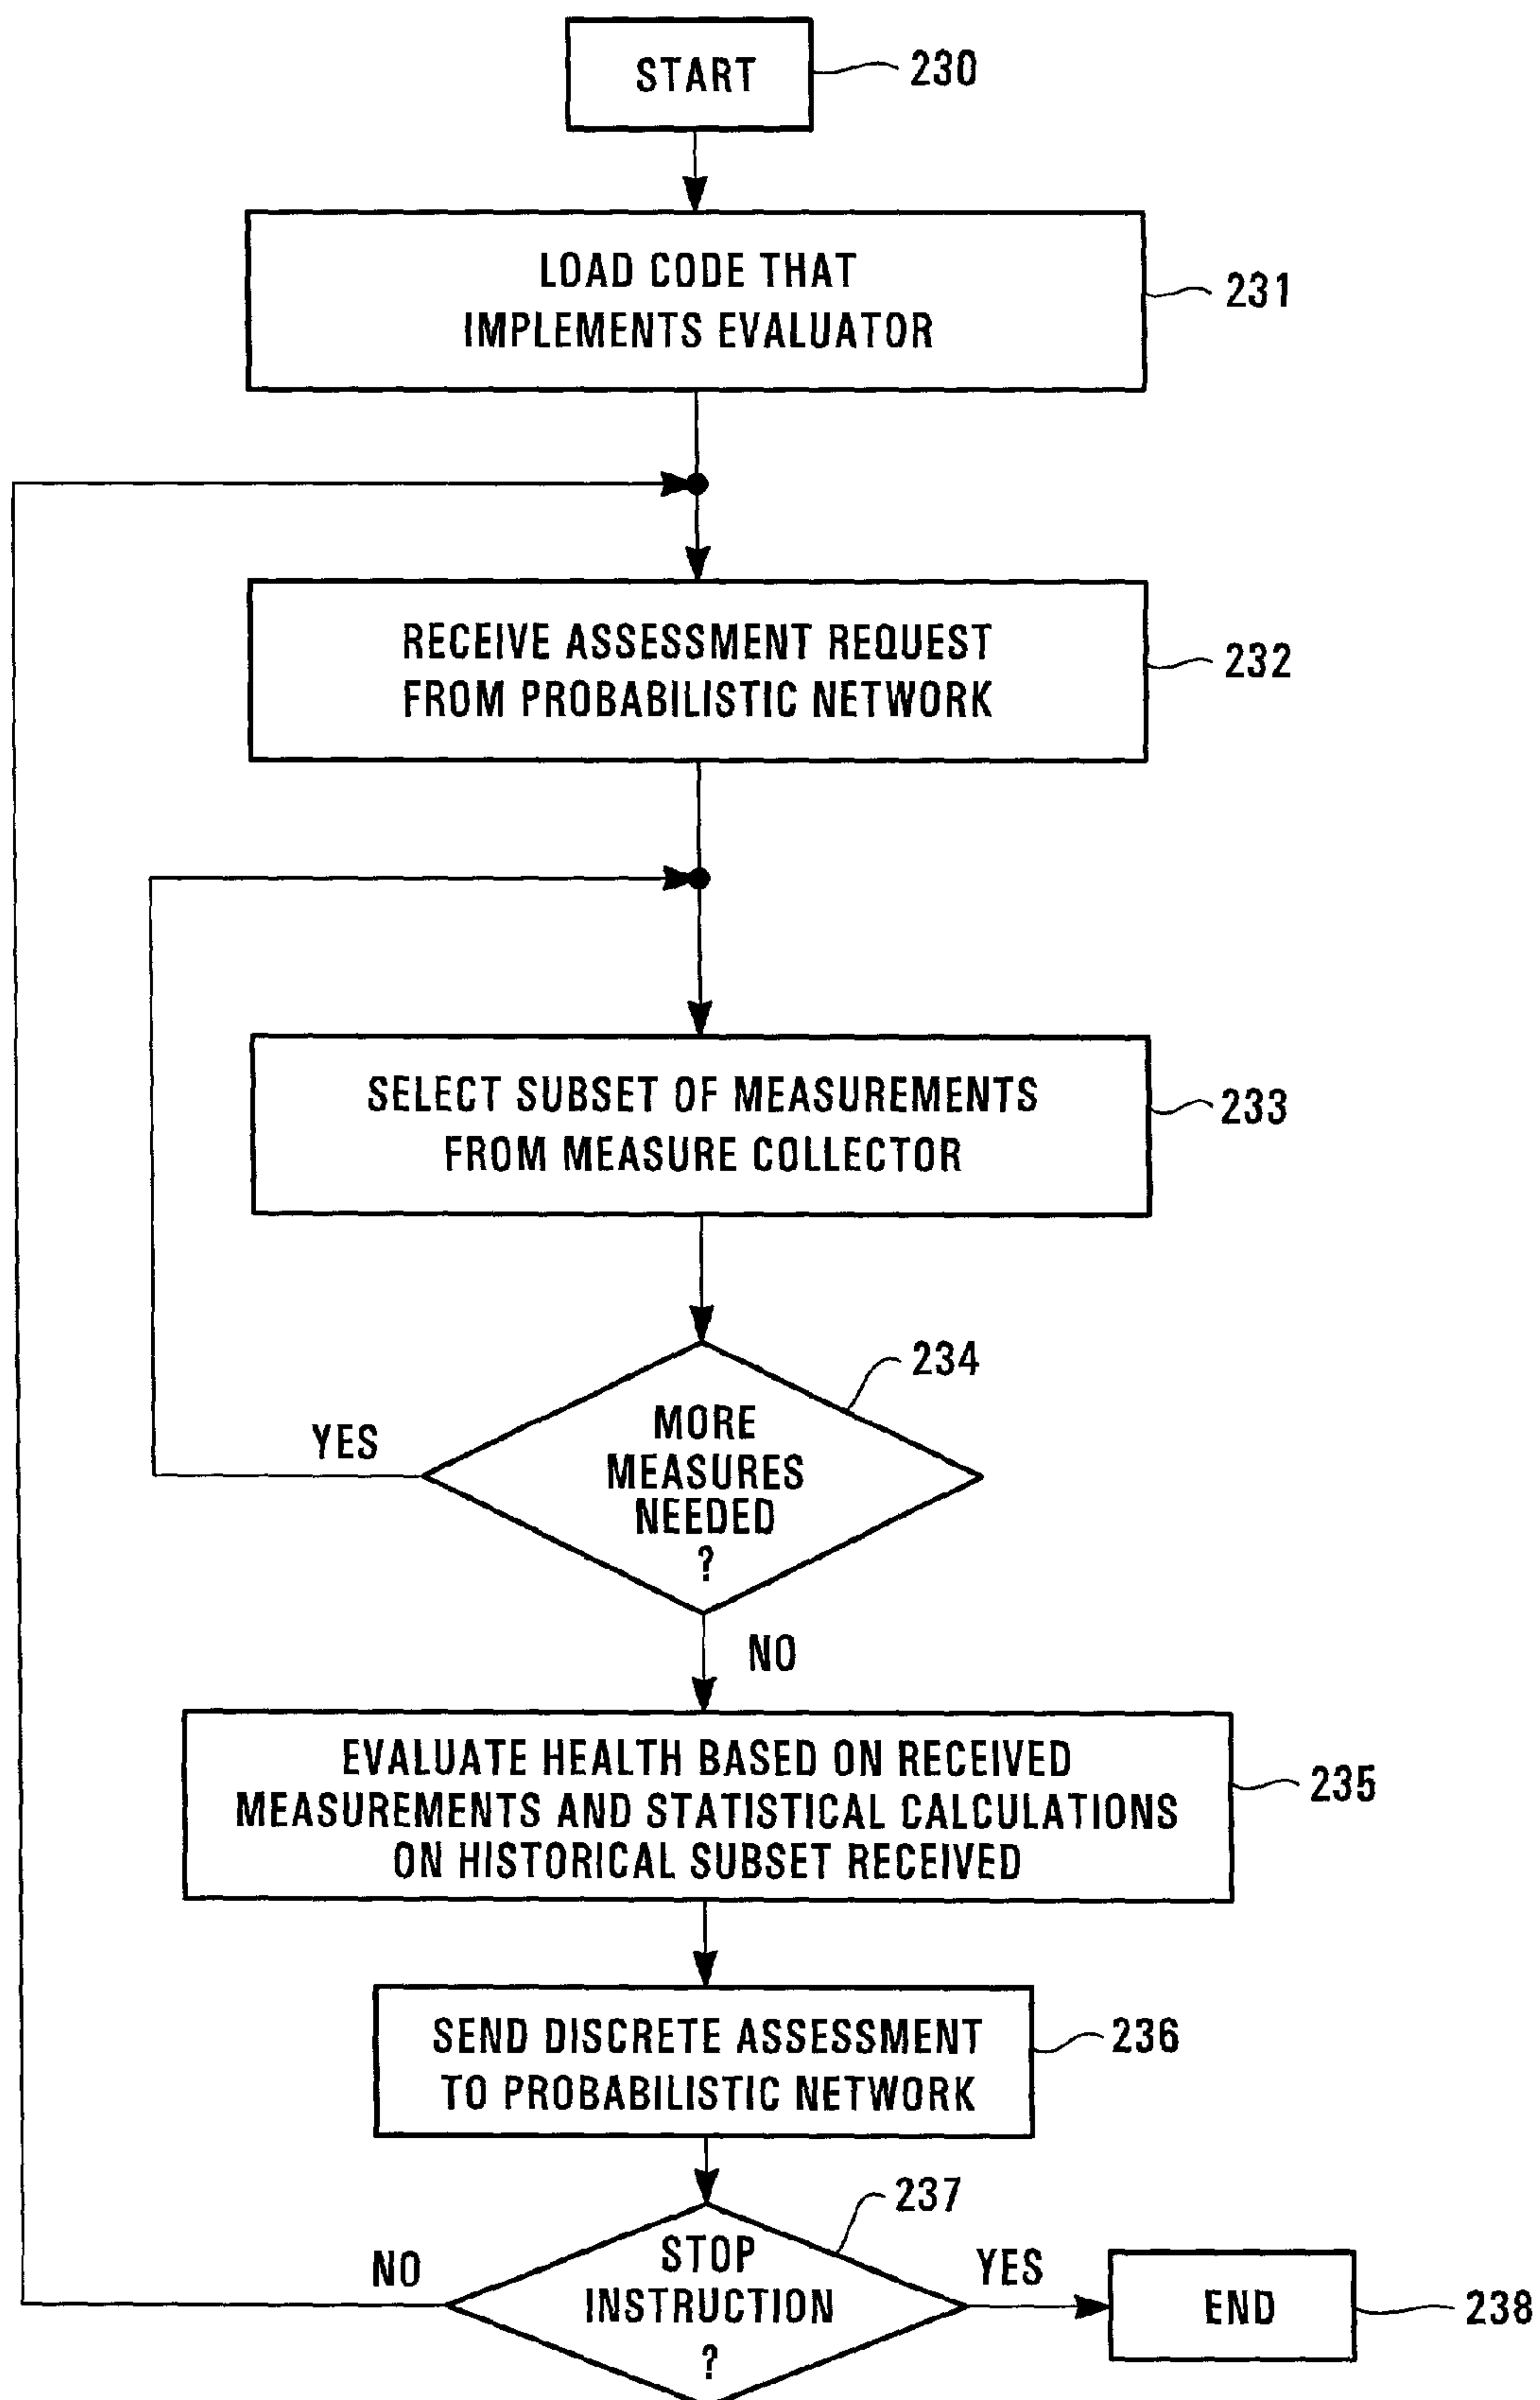 START
230
LOAD CODE THAT
IMPLEMENTS EVALUATOR
231
RECEIVE ASSESSMENT REQUEST
FROM PROBABILISTIC NETWORK
232
SELECT SUBSET OF MEASUREMENTS
FROM MEASURE COLLECTOR
233
234
MORE
MEASURES
NEEDED
?
YES
NO
EVALUATE HEALTH BASED ON RECEIVED
MEASUREMENTS AND STATISTICAL CALCULATIONS
ON HISTORICAL SUBSET RECEIVED
235
SEND DISCRETE ASSESSMENT
TO PROBABILISTIC NETWORK
236
237
STOP
INSTRUCTION
?
NO
YES
END
238